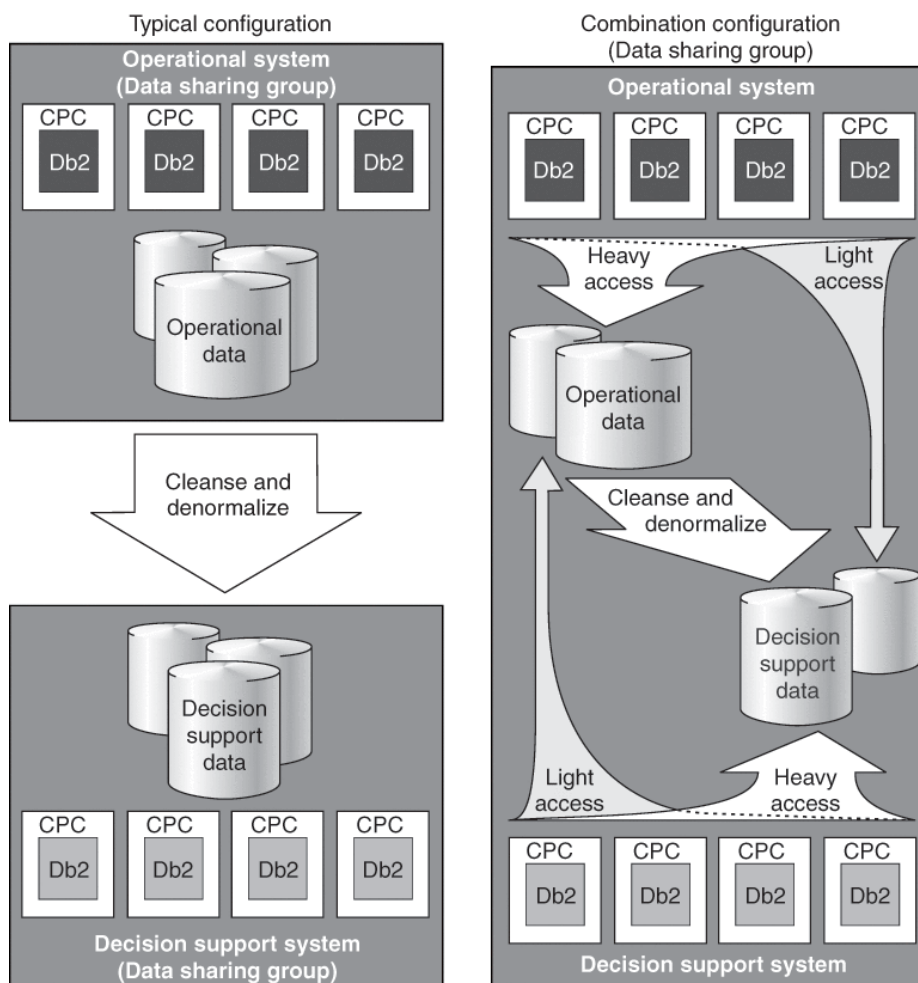 Typical configuration
Operational system
(Data sharing group)
CPC CPC CPC CPC
Db2 Db2 Db2 Db2
Operational
data
Cleanse and
denormalize
Decision
support
data
CPC CPC CPC CPC
Db2 Db2 Db2 Db2
Decision support system
(Data sharing group)
Combination configuration
(Data sharing group)
Operational system
CPC CPC CPC CPC
Db2 Db2 Db2 Db2
Heavy
access
Light
access
Operational
data
Cleanse and
denormalize
Decision
support
data
Light
access
Heavy
access
CPC CPC CPC CPC
Db2 Db2 Db2 Db2
Decision support system